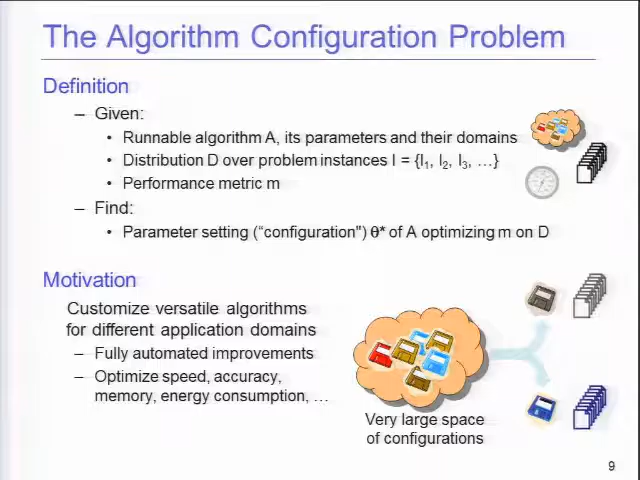 The Algorithm Configuration Problem
Definition
– Given:
• Runnable algorithm A, its parameters and their domains
• Distribution D over problem instances I = {I₁, I₂, I₃, …}
• Performance metric m
– Find:
• Parameter setting (“configuration") θ* of A optimizing m on D
Motivation
Customize versatile algorithms
for different application domains
– Fully automated improvements
– Optimize speed, accuracy,
memory, energy consumption, …
Very large space
of configurations
9